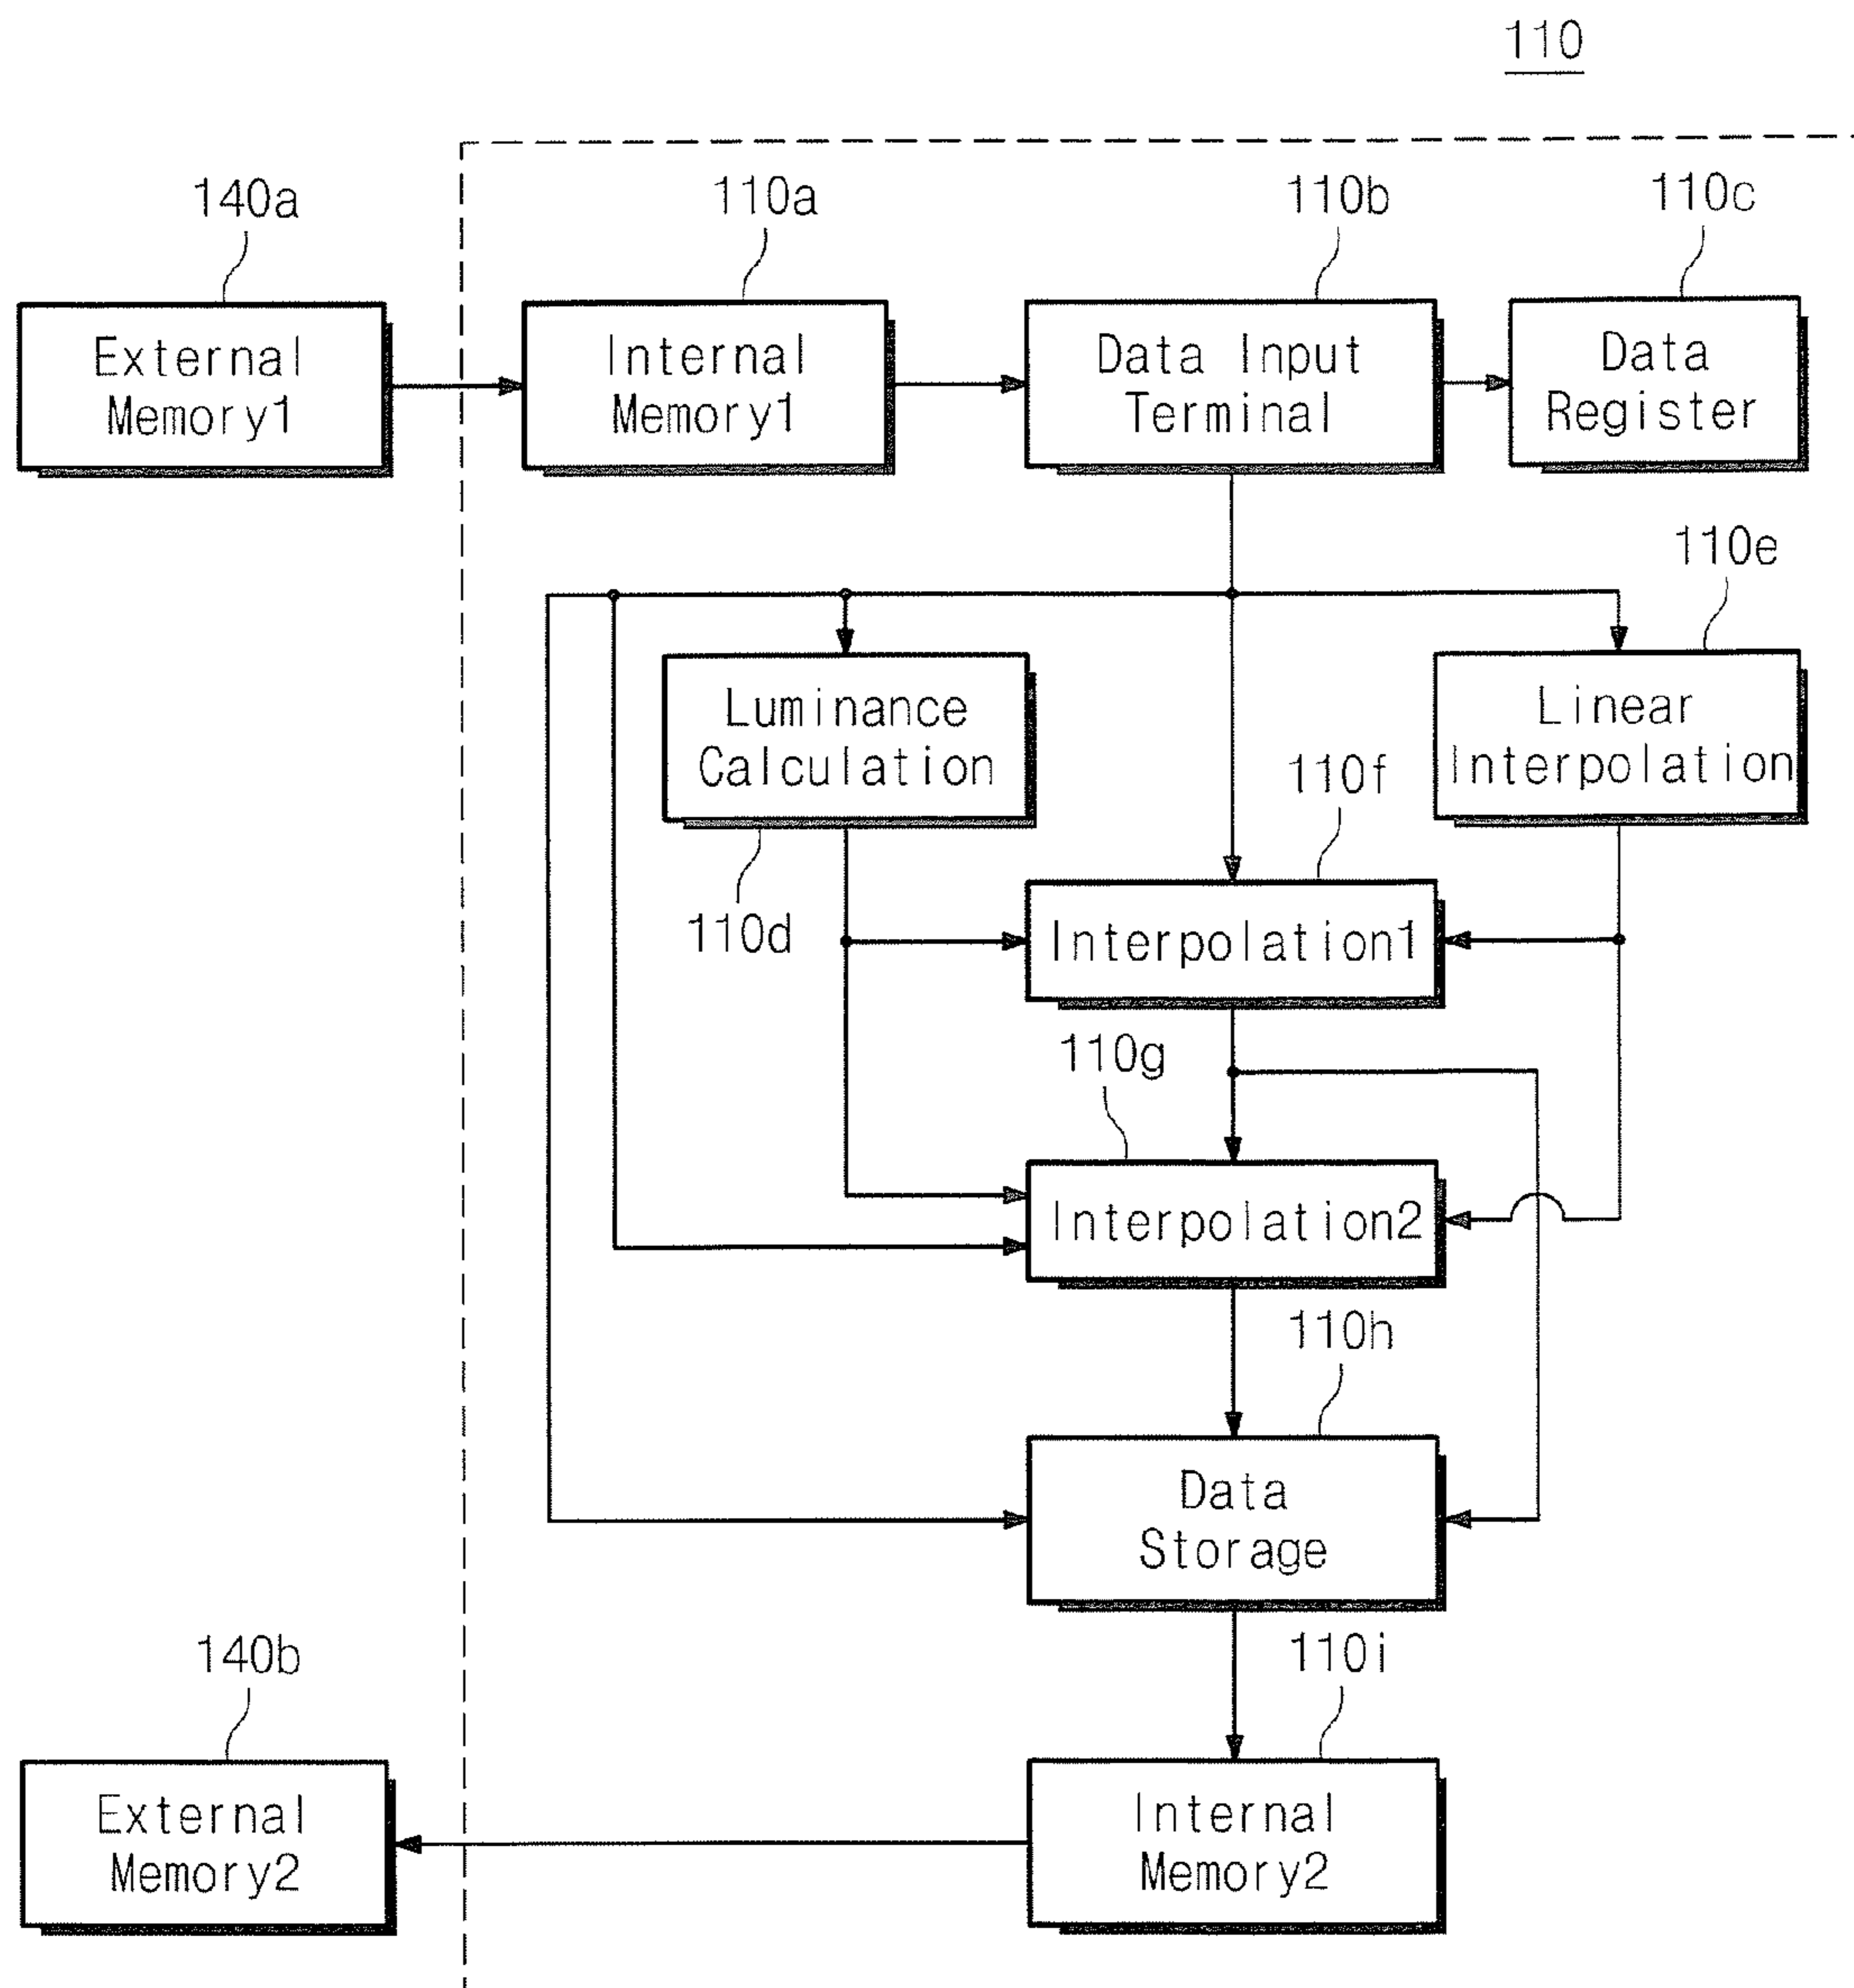 110
140a
110a
110b
110c
External
Memory1
Internal
Memory1
Data Input
Terminal
Data
Register
110e
Luminance
Calculation
Linear
Interpolation
110f
110d
Interpolation1
110g
Interpolation2
110h
Data
Storage
140b
110i
External
Memory2
Internal
Memory2